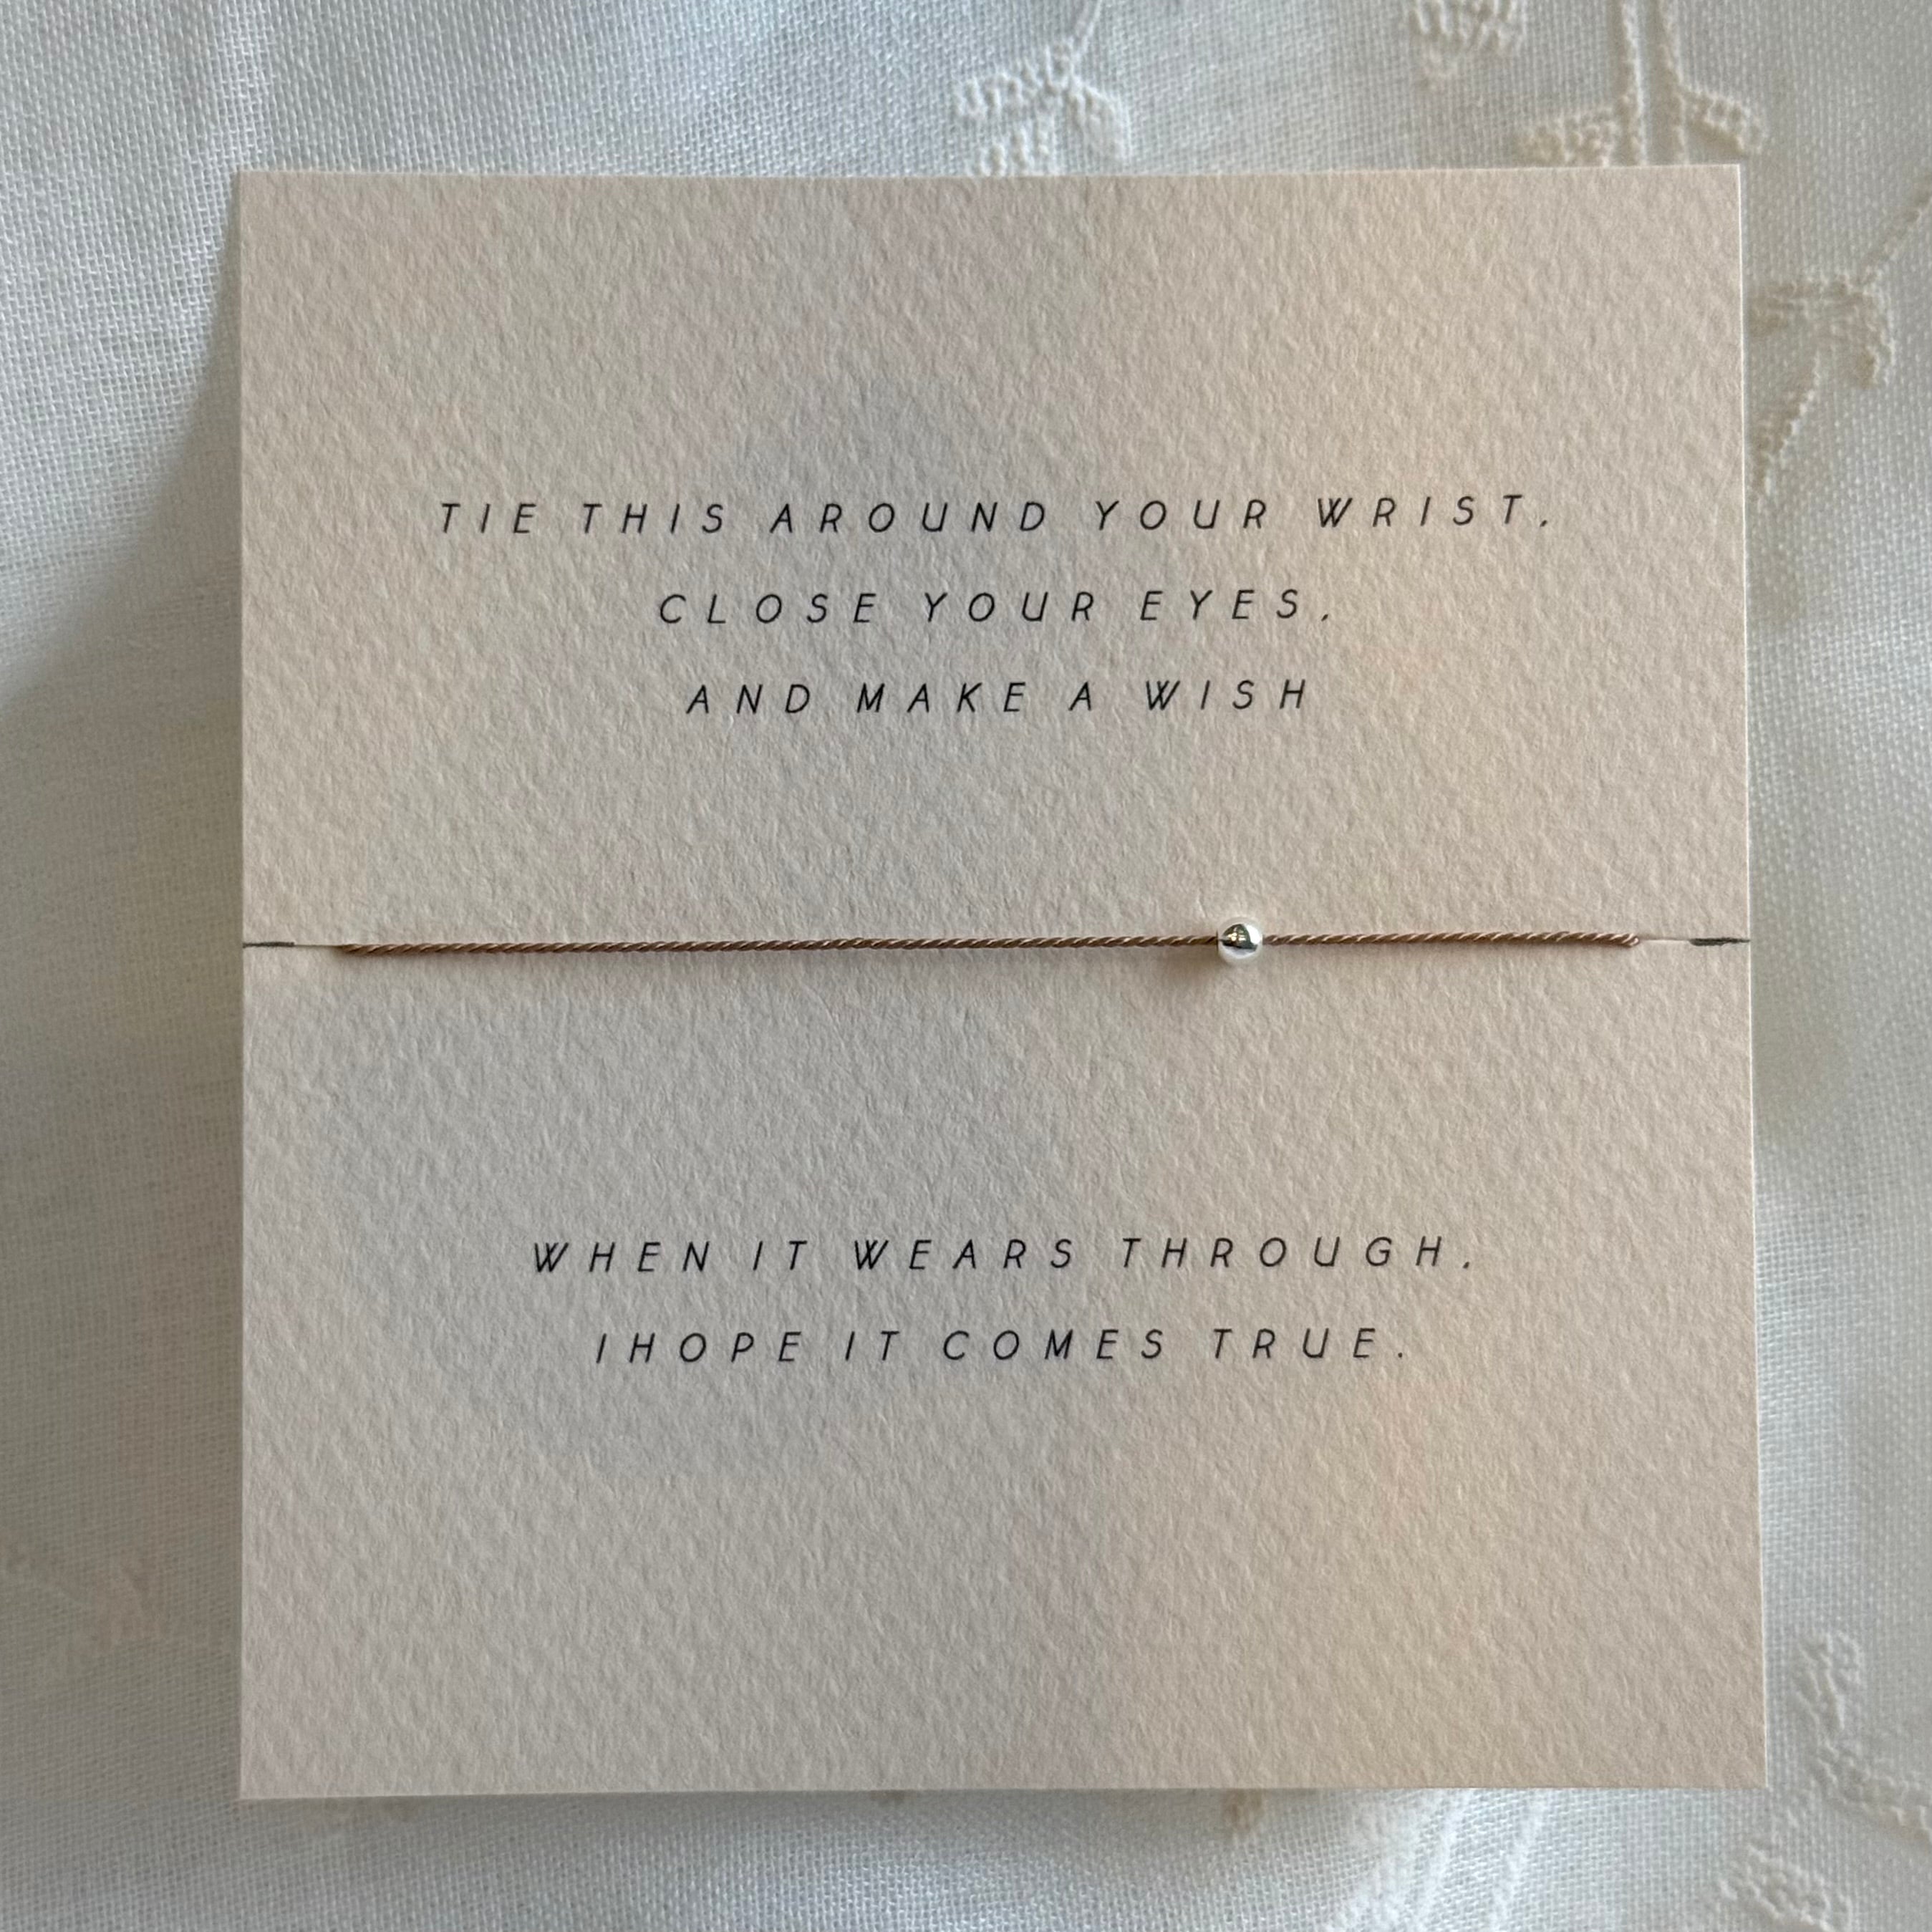 TIE THIS AROUND YOUR WRIST,
CLOSE YOUR EYES,
AND MAKE A WISH
WHEN IT WEARS THROUGH,
IHOPE IT COMES TRUE.